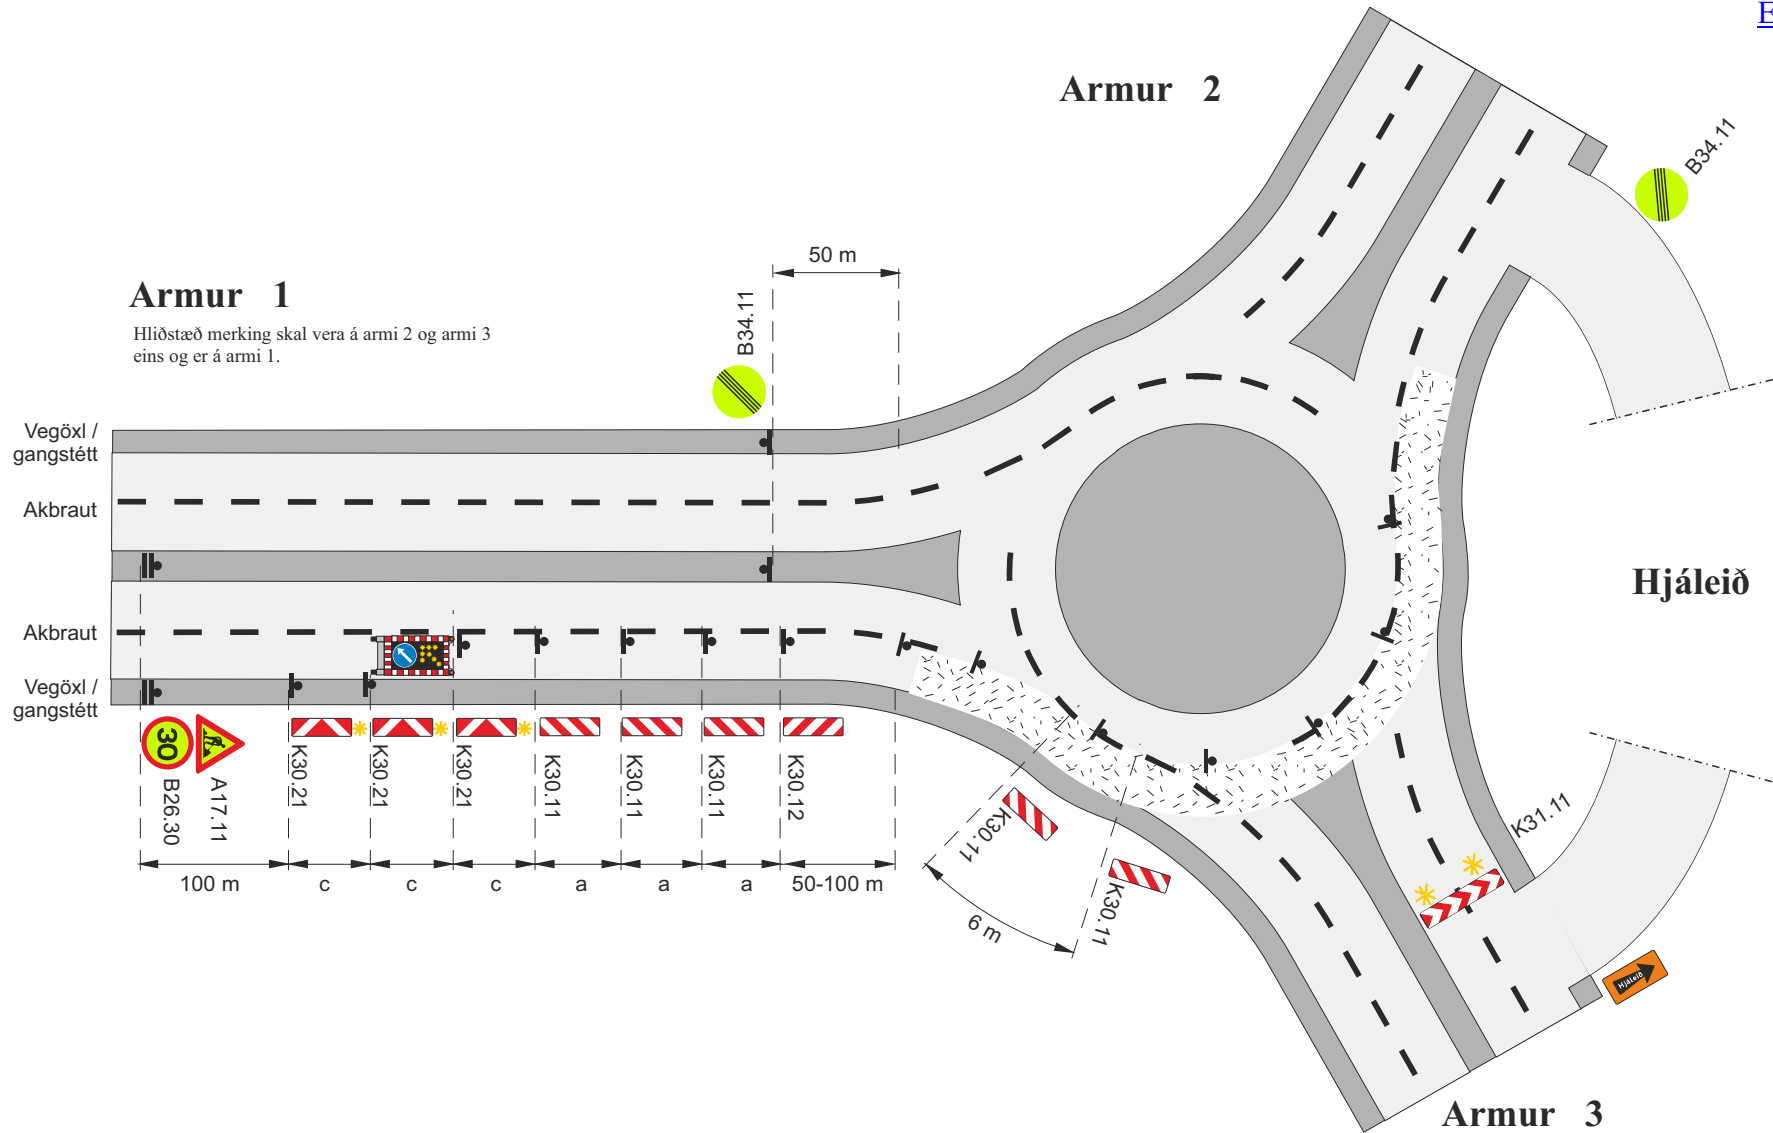 E
Armur 2
B34.11
50 m
Armur 1
B34.11
Hliðstæð merking skal vera á armi 2 og armi 3
eins og er á armi 1.
Vegöxl /
gangstétt
Akbraut
Hjáleið
Akbraut
Vegöxl /
gangstétt
30
B26.30
A17.11
K30.21
K30.21
K30.21
K30.11
K30.11
K30.11
K30.12
K30.11
K30.11
K31.11
100 m
c
c
c
a
a
a
50-100 m
6 m
Hjáleið
Armur 3